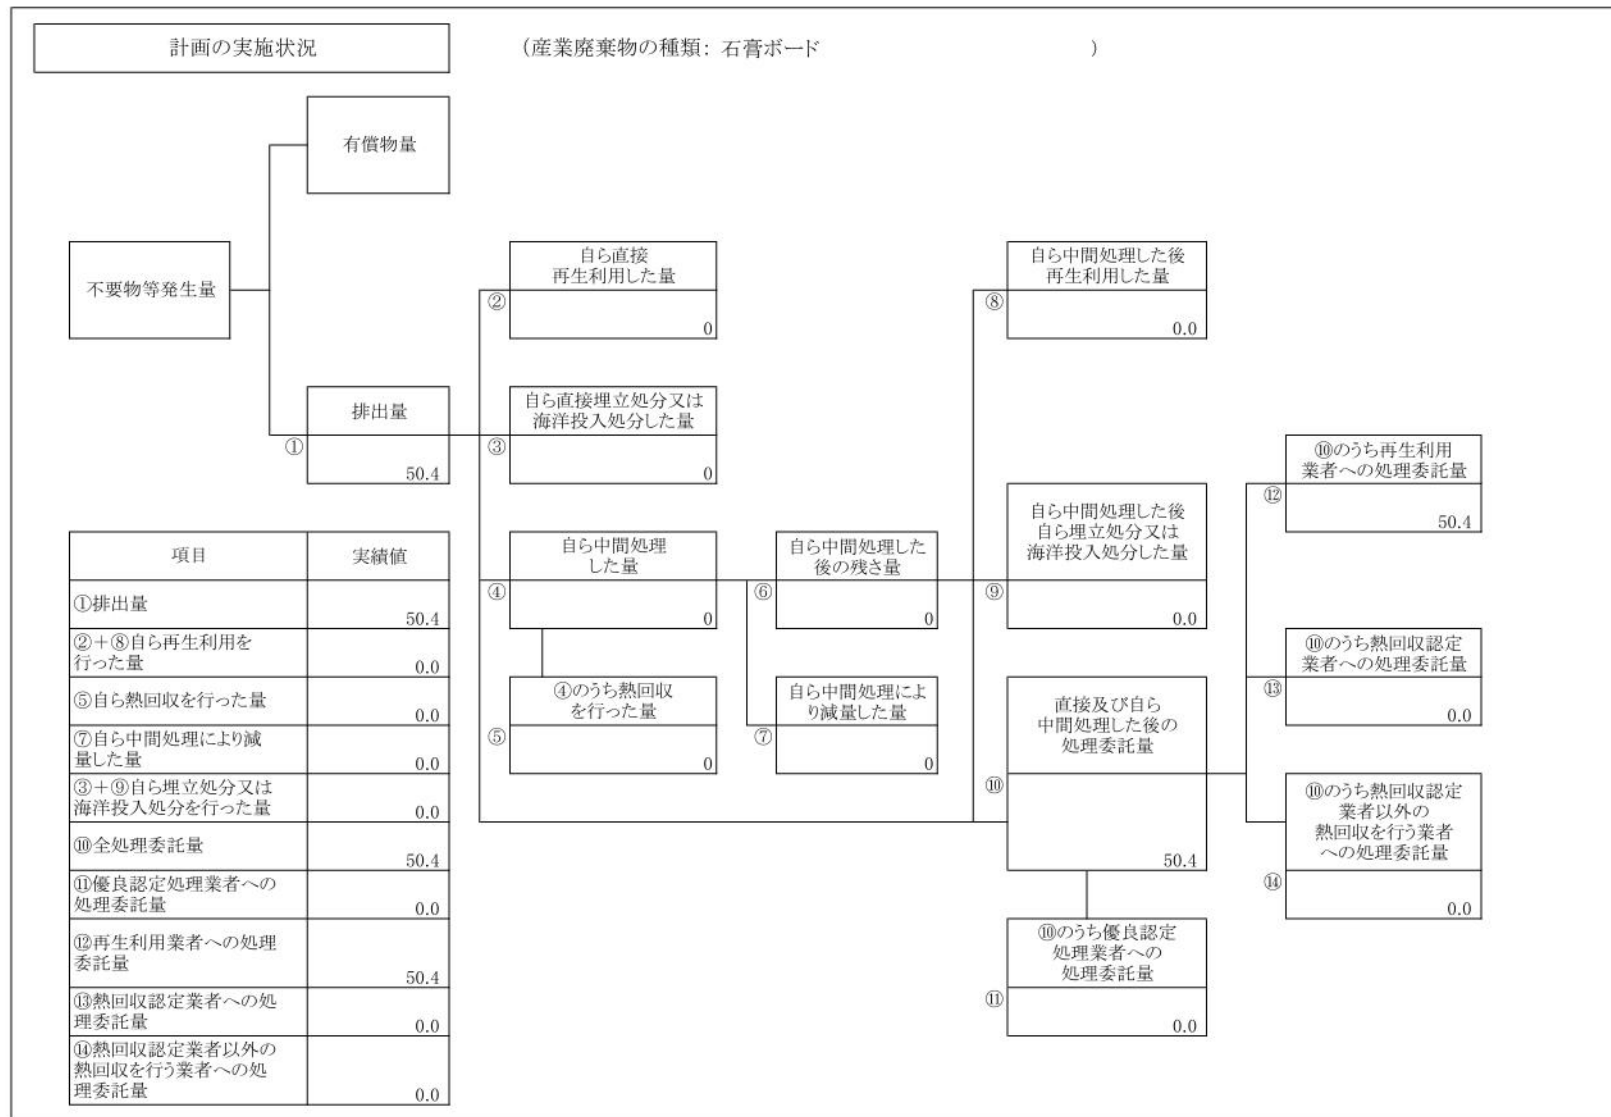 計画の実施状況
（産業廃棄物の種類: 石膏ボード ）
有償物量
不要物等発生量
自ら直接
再生利用した量
②
0
自ら中間処理した後
再生利用した量
⑧
0.0
排出量
①
50.4
自ら直接埋立処分又は
海洋投入処分した量
③
0
⑩のうち再生利用
業者への処理委託量
⑫
50.4
自ら中間処理
した量
④
0
自ら中間処理した
後の残さ量
⑥
0
自ら中間処理した後
自ら埋立処分又は
海洋投入処分した量
⑨
0.0
⑩のうち熱回収認定
業者への処理委託量
⑬
0.0
④のうち熱回収
を行った量
⑤
0
自ら中間処理によ
り減量した量
⑦
0
直接及び自ら
中間処理した後の
処理委託量
⑩
50.4
⑩のうち熱回収認定
業者以外の
熱回収を行う業者
への処理委託量
⑭
0.0
⑩のうち優良認定
処理業者への
処理委託量
⑪
0.0
項目 実績値
①排出量 50.4
②＋⑧自ら再生利用を
行った量 0.0
⑤自ら熱回収を行った量 0.0
⑦自ら中間処理により減
量した量 0.0
③＋⑨自ら埋立処分又は
海洋投入処分を行った量 0.0
⑩全処理委託量 50.4
⑪優良認定処理業者への
処理委託量 0.0
⑫再生利用業者への処理
委託量 50.4
⑬熱回収認定業者への処
理委託量 0.0
⑭熱回収認定業者以外の
熱回収を行う業者への処
理委託量 0.0